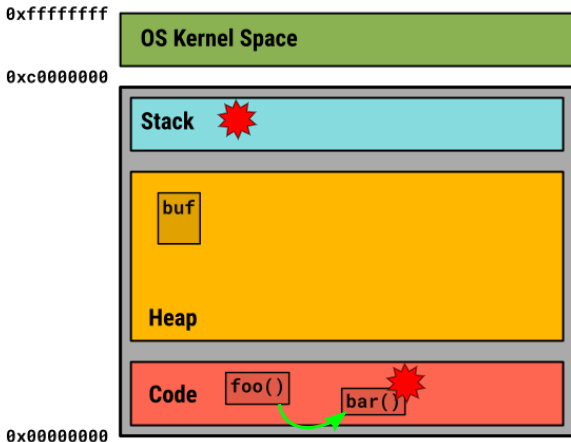 0xffffffff
OS Kernel Space
0xc0000000
Stack
buf
Heap
foo()
Code
bar()
0x00000000